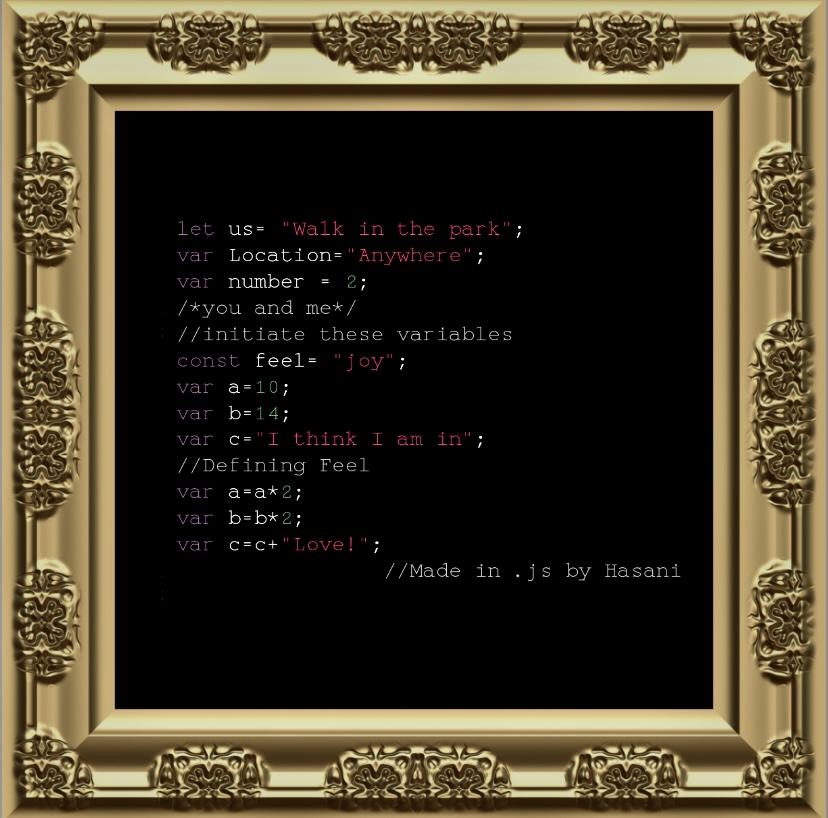 let us= "Walk in the park";
var Location="Anywhere";
var number = 2;
/*you and me*/
//initiate these variables
const feel= "joy";
var a=10;
var b=14;
var c="I think I am in";
//Defining Feel
var a=a*2;
var b=b*2;
var c=c+"Love!";
//Made in .js by Hasani